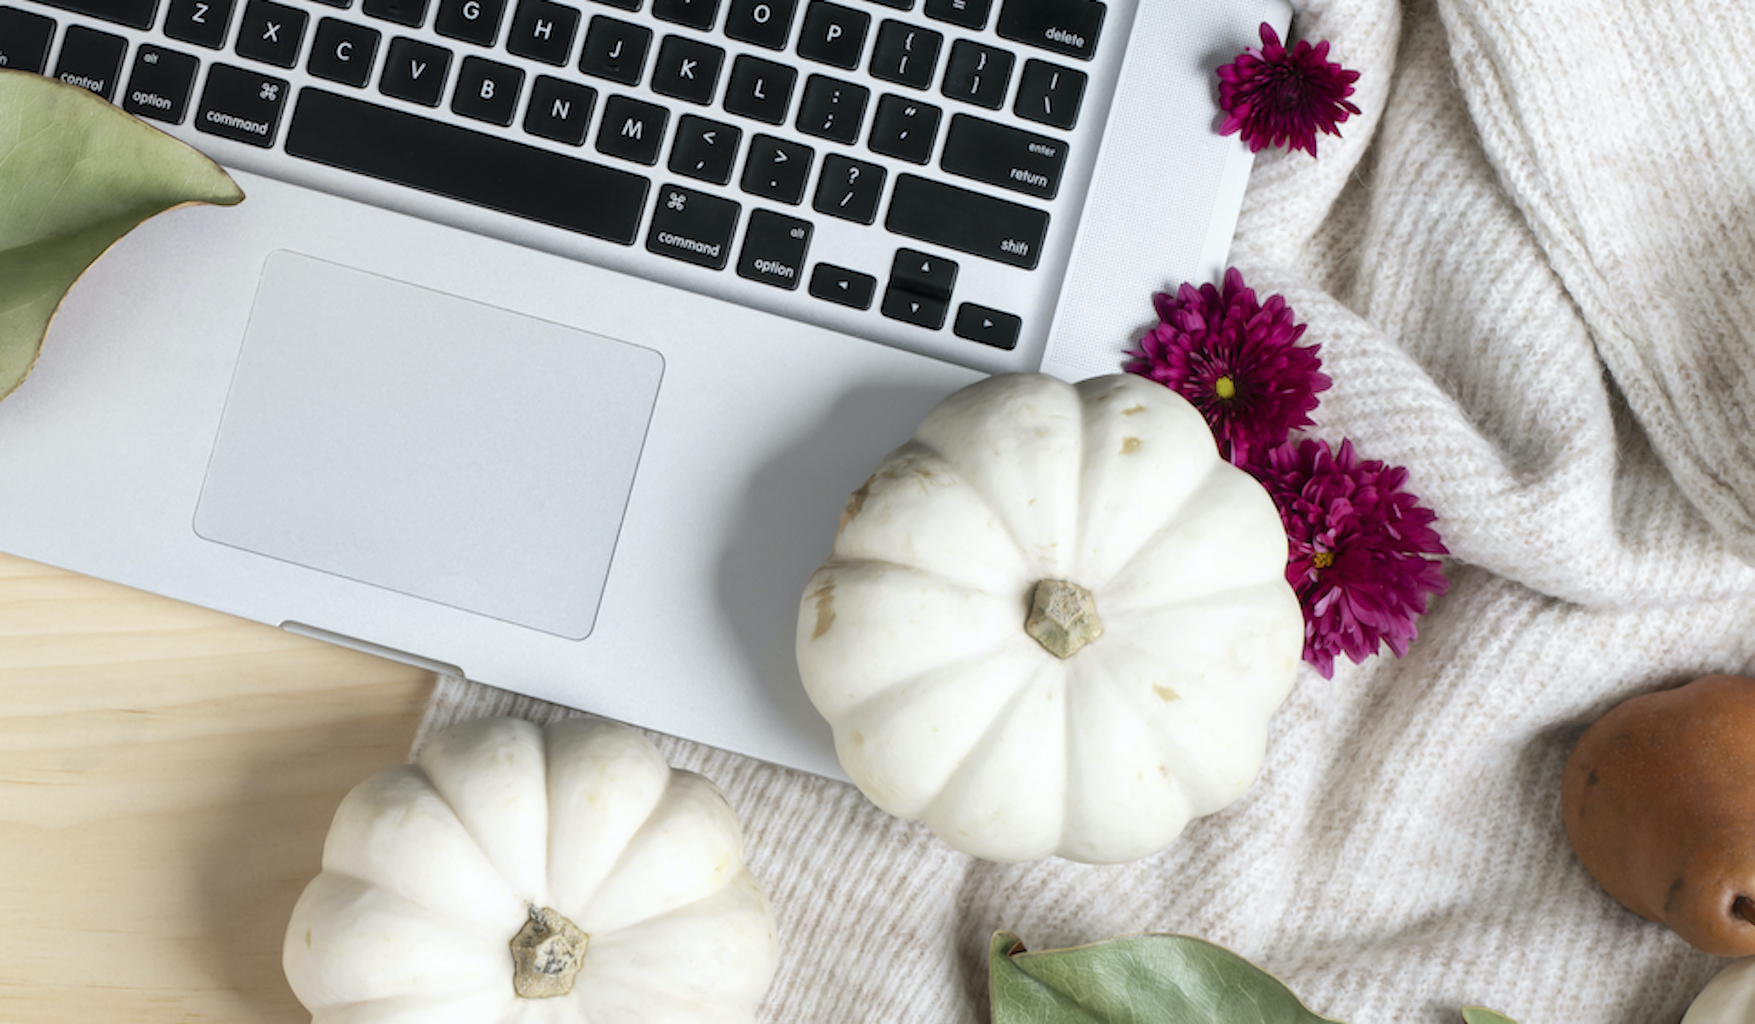 G
O
=
delete
Z
X
H
J
P
{
[
control
alt
option
C
V
K
L
}
]
|
\
⌘
command
B
N
M
:
;
"
'
enter
return
<
,
>
.
?
/
shift
⌘
command
alt
option
◀
▲
▼
▶